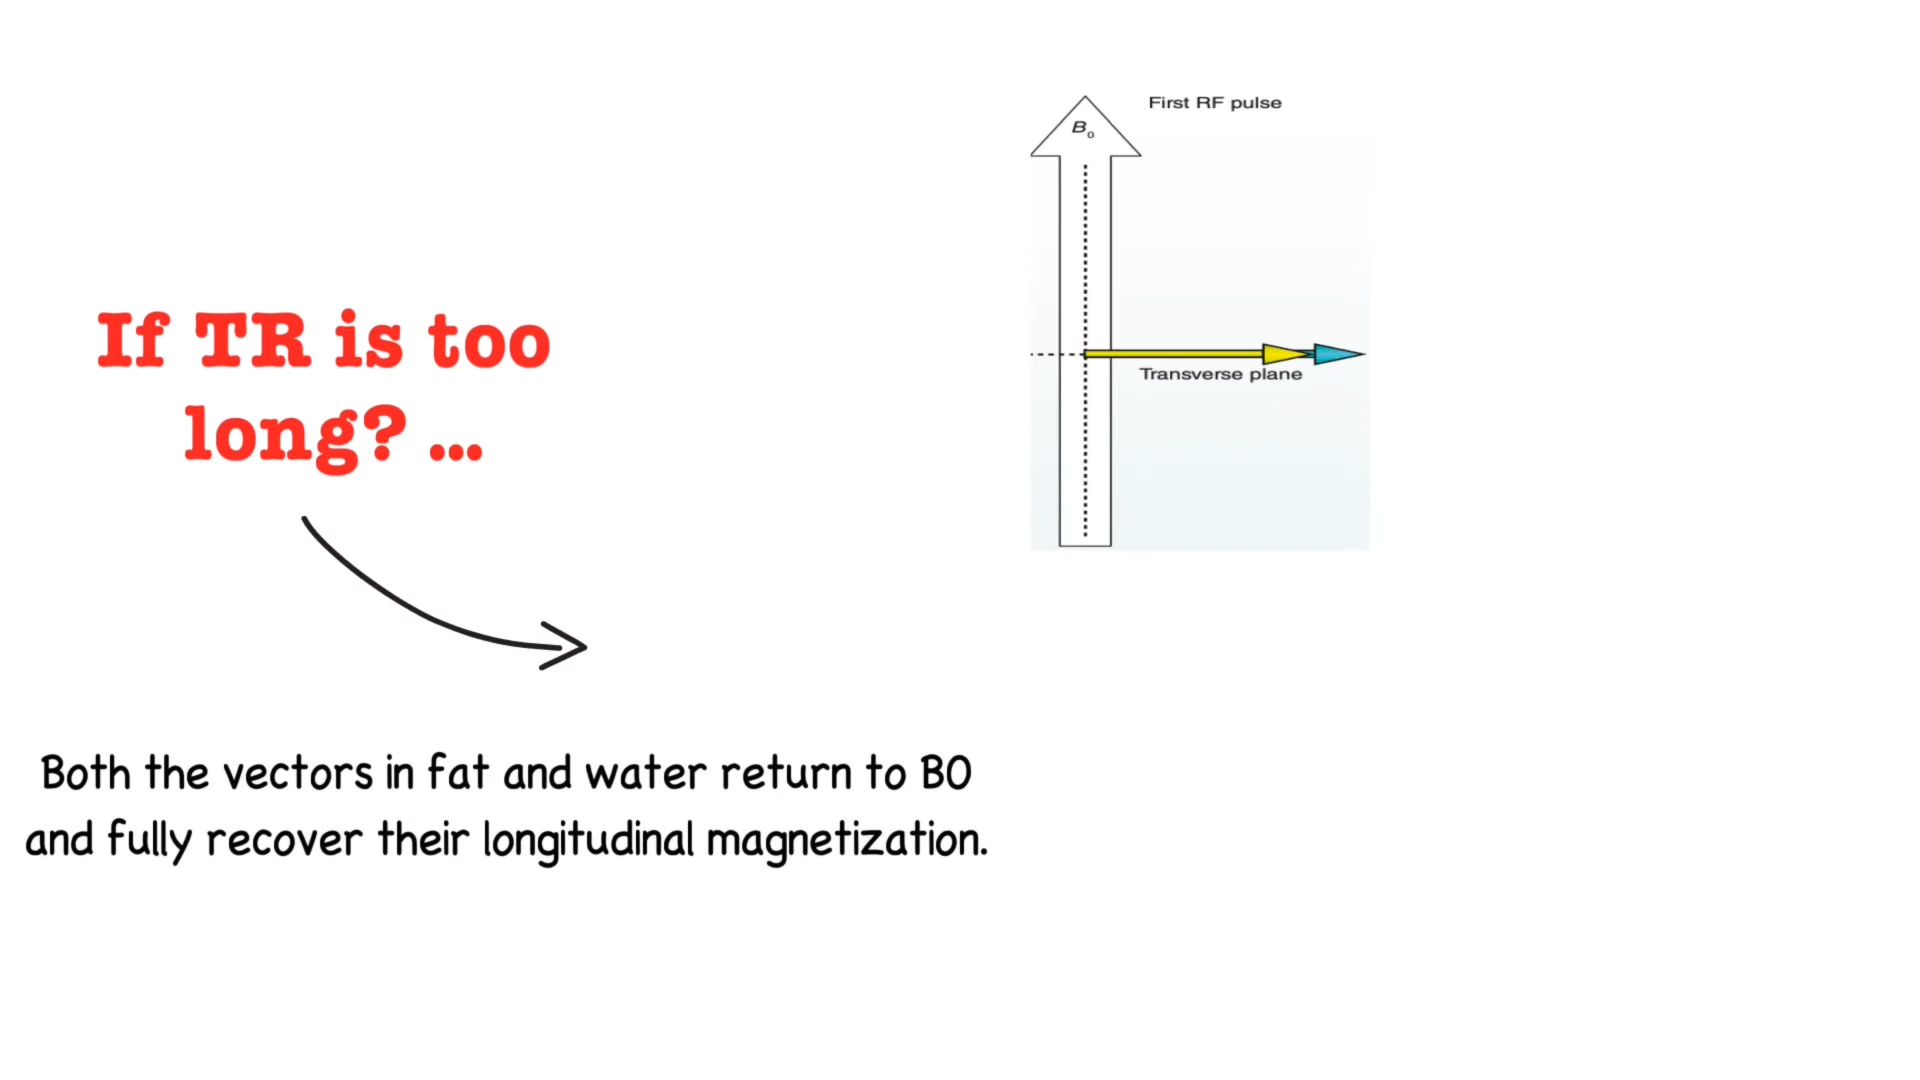 First RF pulse
B₀
If TR is too
long? ...
Transverse plane
Both the vectors in fat and water return to B0
and fully recover their longitudinal magnetization.